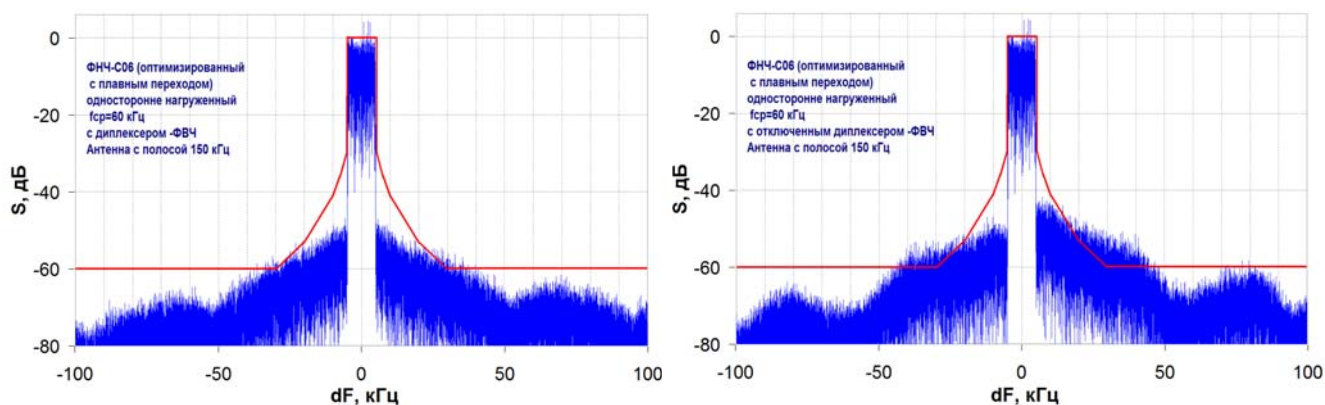 0
-20
-40
-60
-80
S, дБ
ФНЧ-С06 (оптимизированный
с плавным переходом)
односторонне нагруженный
fср=60 кГц
с диплексером -ФВЧ
Антенна с полосой 150 кГц
-100
-50
0
50
100
dF, кГц
0
-20
-40
-60
-80
S, дБ
ФНЧ-С06 (оптимизированный
с плавным переходом)
односторонне нагруженный
fср=60 кГц
с отключенным диплексером -ФВЧ
Антенна с полосой 150 кГц
-100
-50
0
50
100
dF, кГц